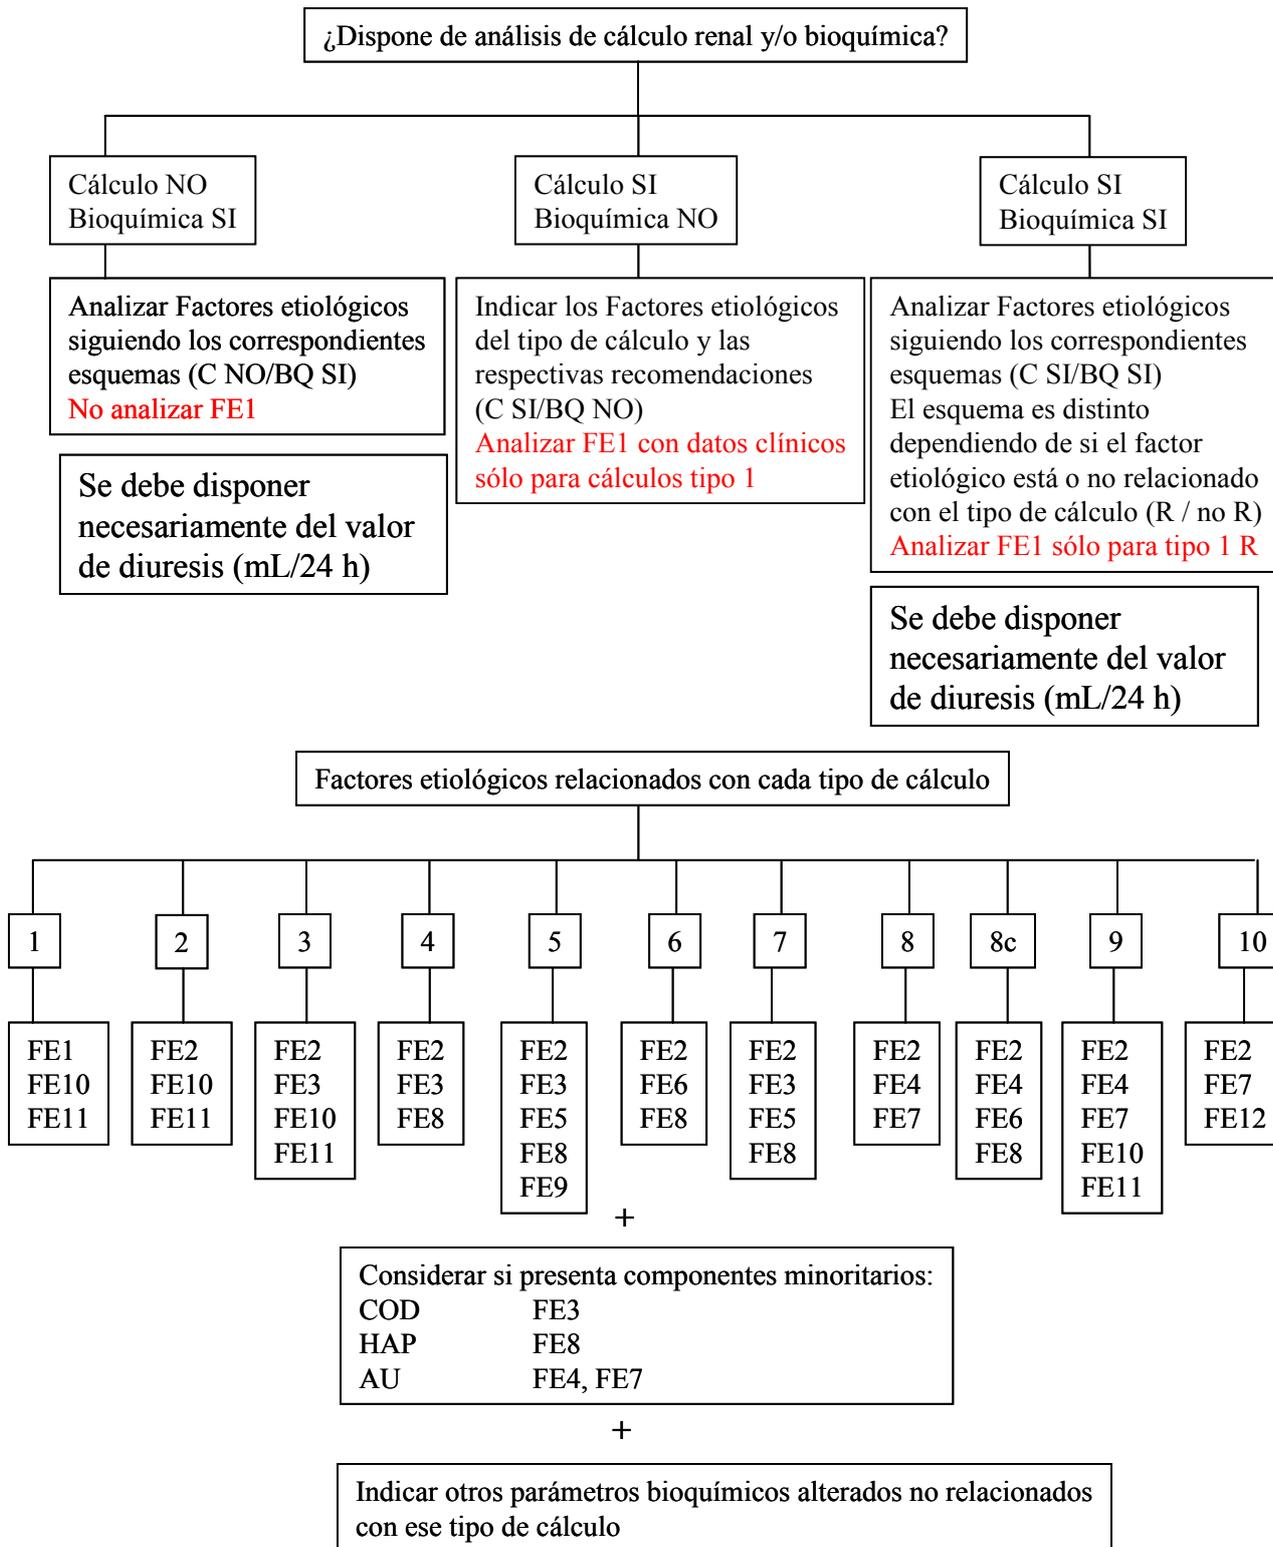 ¿Dispone de análisis de cálculo renal y/o bioquímica?
Cálculo NO
Bioquímica SI
Cálculo SI
Bioquímica NO
Cálculo SI
Bioquímica SI
Analizar Factores etiológicos
siguiendo los correspondientes
esquemas (C NO/BQ SI)
No analizar FE1
Se debe disponer
necesariamente del valor
de diuresis (mL/24 h)
Indicar los Factores etiológicos
del tipo de cálculo y las
respectivas recomendaciones
(C SI/BQ NO)
Analizar FE1 con datos clínicos
sólo para cálculos tipo 1
Analizar Factores etiológicos
siguiendo los correspondientes
esquemas (C SI/BQ SI)
El esquema es distinto
dependiendo de si el factor
etiológico está o no relacionado
con el tipo de cálculo (R / no R)
Analizar FE1 sólo para tipo 1 R
Se debe disponer
necesariamente del valor
de diuresis (mL/24 h)
Factores etiológicos relacionados con cada tipo de cálculo
1
FE1
FE10
FE11
2
FE2
FE10
FE11
3
FE2
FE3
FE10
FE11
4
FE2
FE3
FE8
5
FE2
FE3
FE5
FE8
FE9
6
FE2
FE6
FE8
7
FE2
FE3
FE5
FE8
8
FE2
FE4
FE7
8c
FE2
FE4
FE6
FE8
9
FE2
FE4
FE7
FE10
FE11
10
FE2
FE7
FE12
+
Considerar si presenta componentes minoritarios:
COD FE3
HAP FE8
AU FE4, FE7
+
Indicar otros parámetros bioquímicos alterados no relacionados
con ese tipo de cálculo